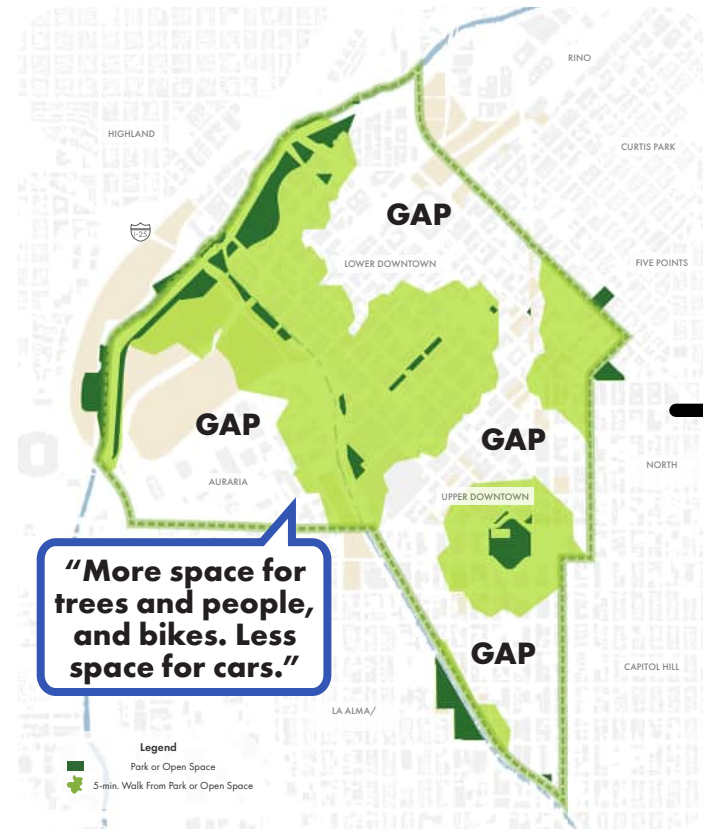 RINO
HIGHLAND
CURTIS PARK
GAP
I-25
LOWER DOWNTOWN
FIVE POINTS
GAP
GAP
NORTH
AURARIA
UPPER DOWNTOWN
“More space for
trees and people,
and bikes. Less
space for cars.”
GAP
CAPITOL HILL
LA ALMA/
Legend
Park or Open Space
5-min. Walk From Park or Open Space